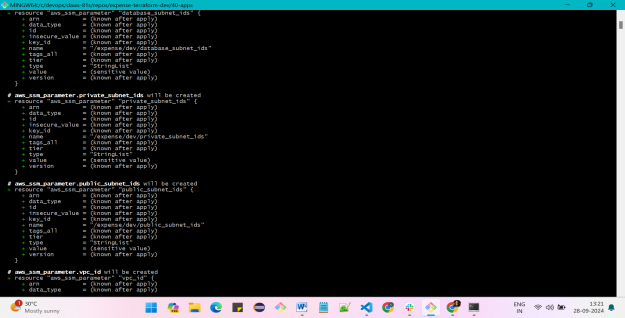 MINGW64:/c/devops/daws-81s/repos/expense-terraform-dev/40-apps
+ resource "aws_ssm_parameter" "database_subnet_ids" {
+ arn = (known after apply)
+ data_type = (known after apply)
+ id = (known after apply)
+ insecure_value = (known after apply)
+ key_id = (known after apply)
+ name = "/expense/dev/database_subnet_ids"
+ tags_all = (known after apply)
+ tier = (known after apply)
+ type = "StringList"
+ value = (sensitive value)
+ version = (known after apply)
}
# aws_ssm_parameter.private_subnet_ids will be created
+ resource "aws_ssm_parameter" "private_subnet_ids" {
+ arn = (known after apply)
+ data_type = (known after apply)
+ id = (known after apply)
+ insecure_value = (known after apply)
+ key_id = (known after apply)
+ name = "/expense/dev/private_subnet_ids"
+ tags_all = (known after apply)
+ tier = (known after apply)
+ type = "StringList"
+ value = (sensitive value)
+ version = (known after apply)
}
# aws_ssm_parameter.public_subnet_ids will be created
+ resource "aws_ssm_parameter" "public_subnet_ids" {
+ arn = (known after apply)
+ data_type = (known after apply)
+ id = (known after apply)
+ insecure_value = (known after apply)
+ key_id = (known after apply)
+ name = "/expense/dev/public_subnet_ids"
+ tags_all = (known after apply)
+ tier = (known after apply)
+ type = "StringList"
+ value = (sensitive value)
+ version = (known after apply)
}
# aws_ssm_parameter.vpc_id will be created
+ resource "aws_ssm_parameter" "vpc_id" {
+ arn = (known after apply)
+ data_type = (known after apply)
1
30°C
Mostly sunny
ENG
IN
13:21
28-09-2024